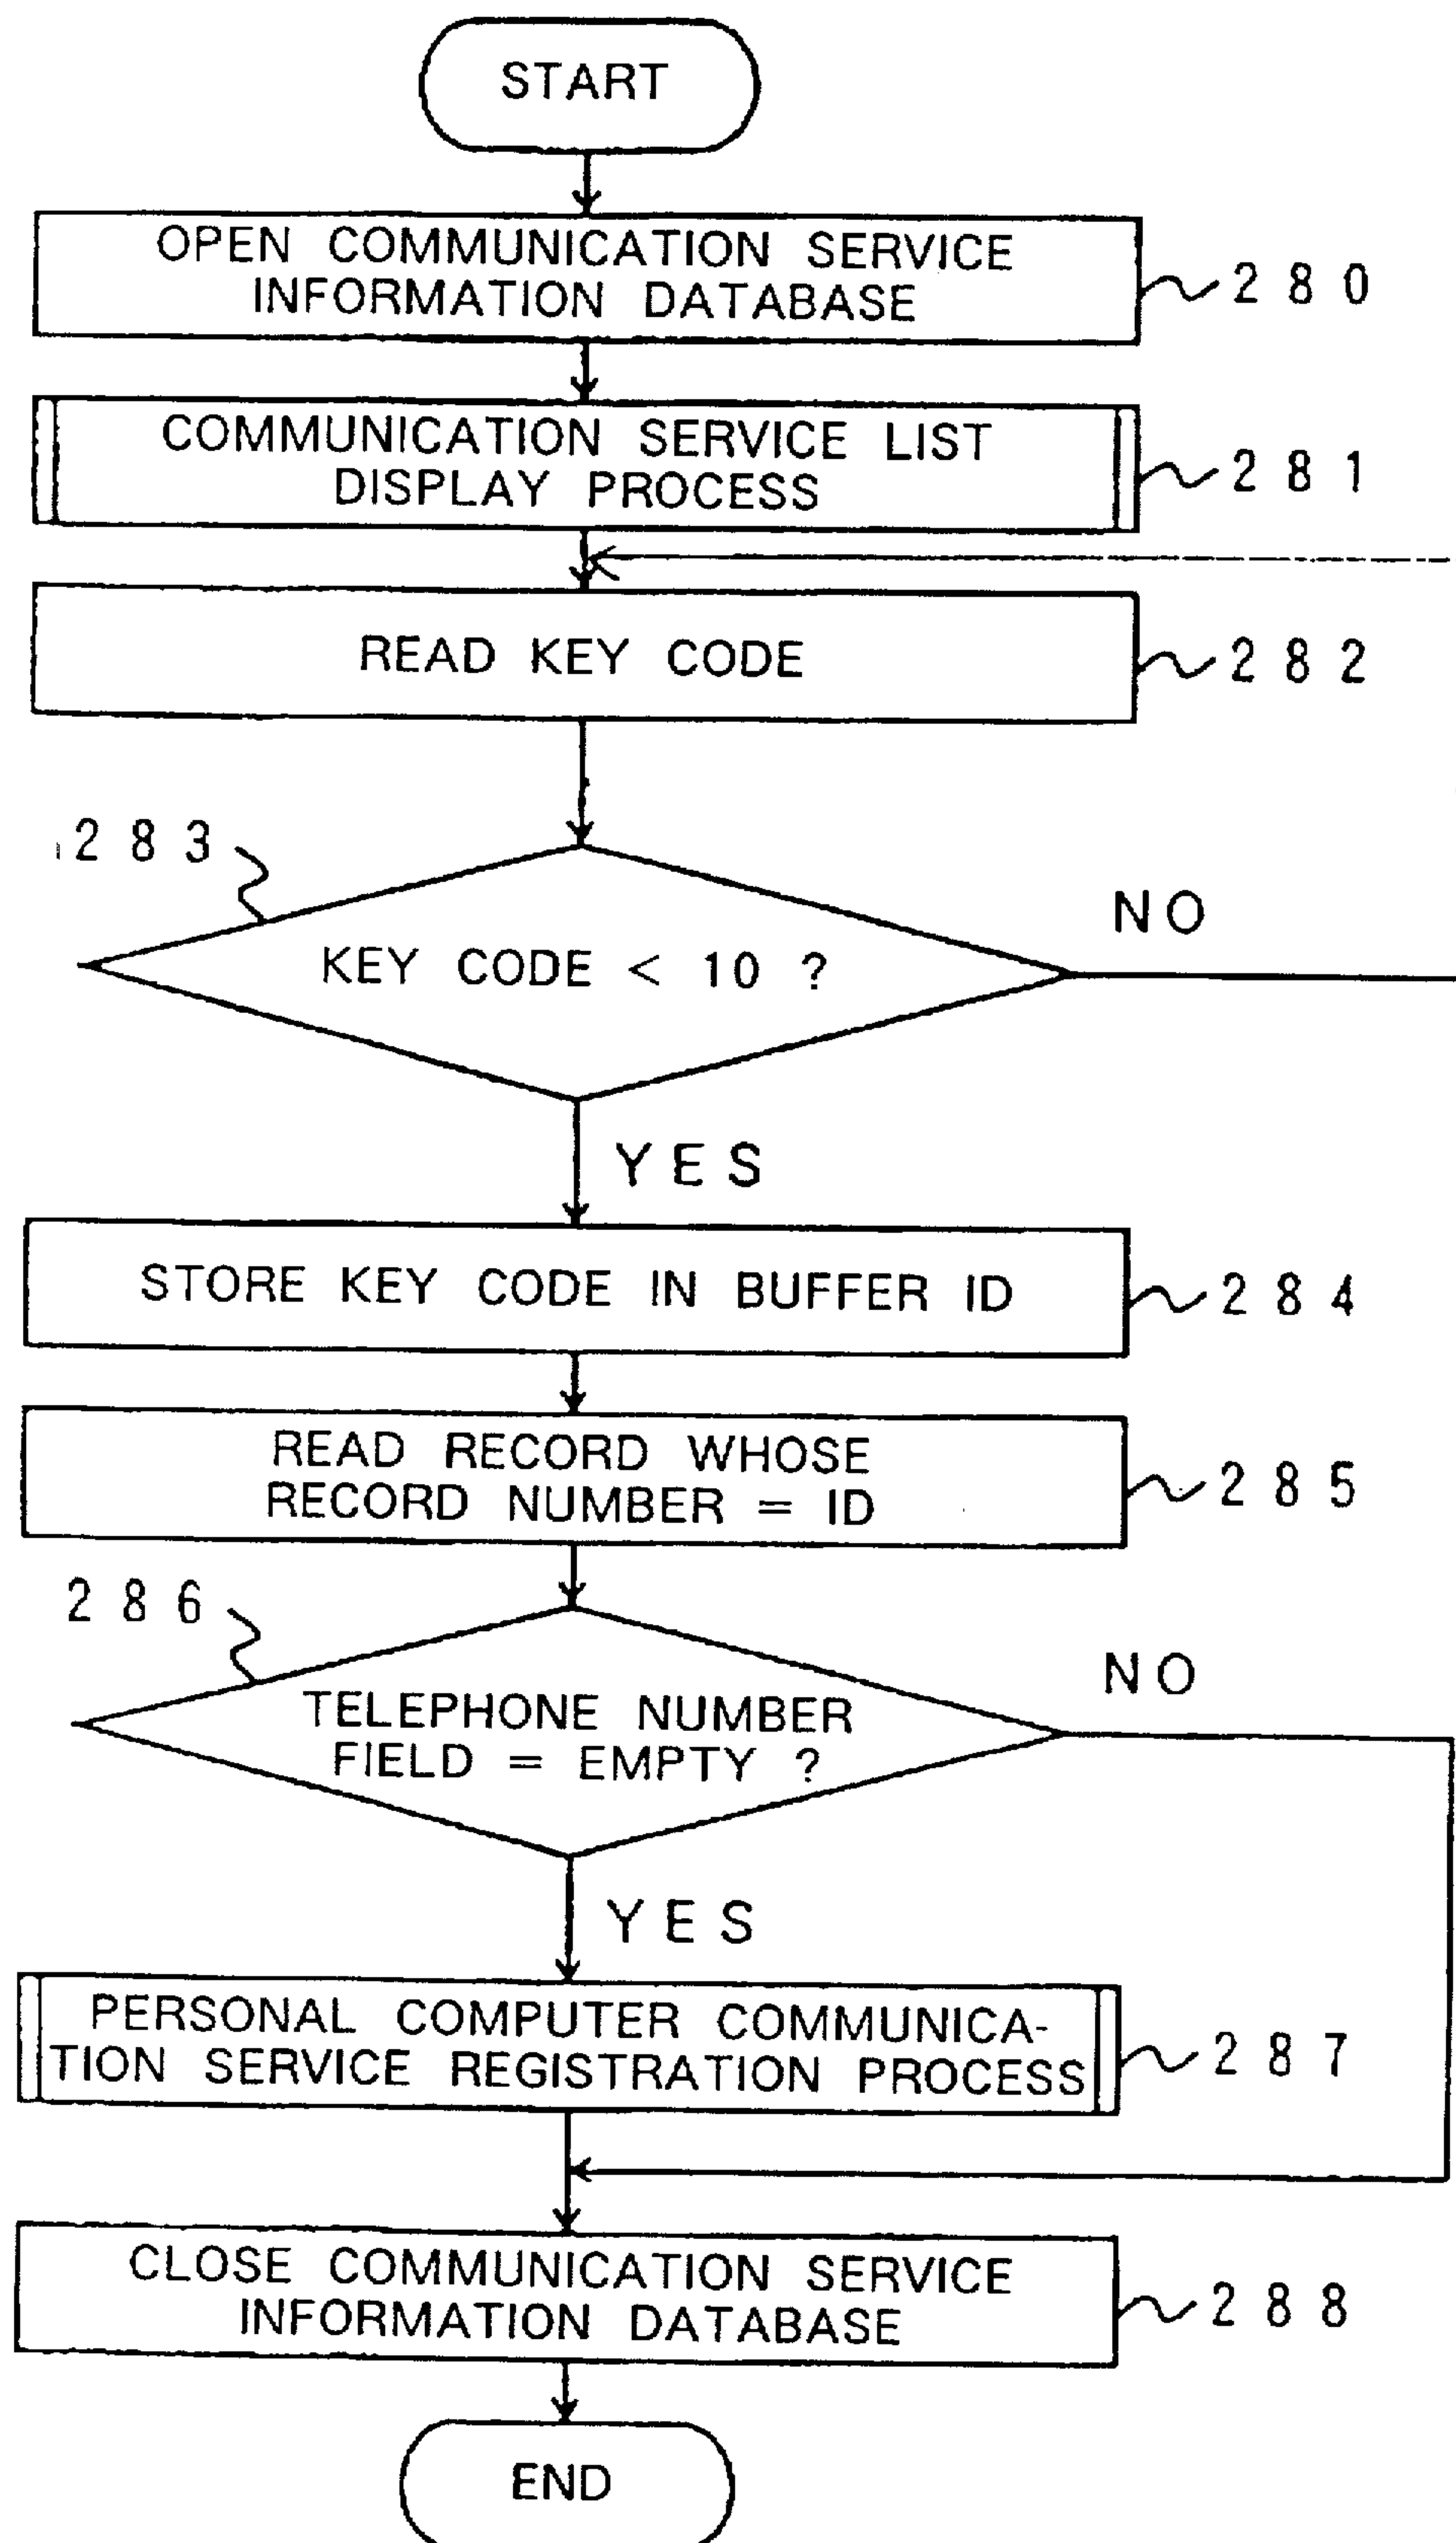 START
OPEN COMMUNICATION SERVICE
INFORMATION DATABASE
280
COMMUNICATION SERVICE LIST
DISPLAY PROCESS
281
READ KEY CODE
282
283
KEY CODE < 10 ?
NO
YES
STORE KEY CODE IN BUFFER ID
284
READ RECORD WHOSE
RECORD NUMBER = ID
285
286
TELEPHONE NUMBER
FIELD = EMPTY ?
NO
YES
PERSONAL COMPUTER COMMUNICA-
TION SERVICE REGISTRATION PROCESS
287
CLOSE COMMUNICATION SERVICE
INFORMATION DATABASE
288
END